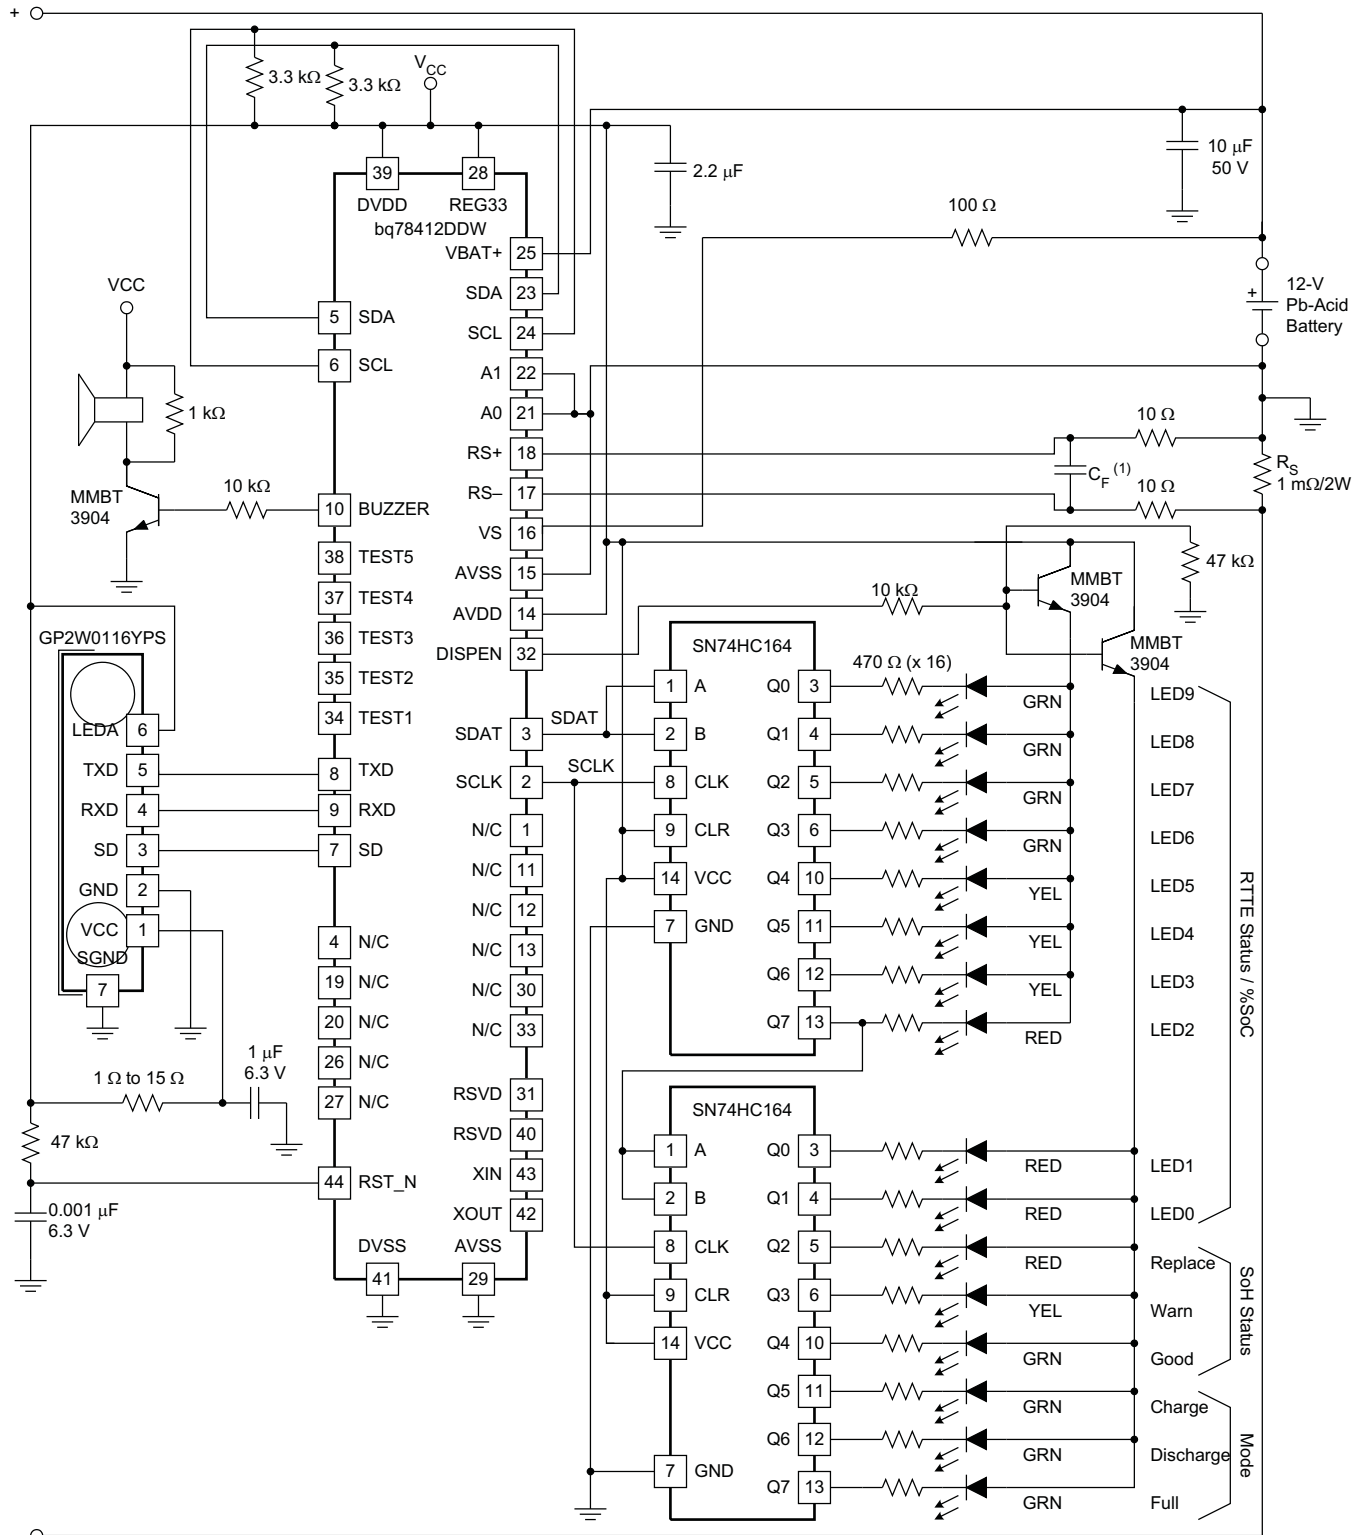 +
3.3 kΩ
3.3 kΩ
VCC
10 µF
50 V
2.2 µF
39
28
DVDD
REG33
bq78412DDW
100 Ω
VBAT+
25
VCC
SDA
23
12-V
Pb-Acid
Battery
+
5
SDA
SCL
24
6
SCL
A1
22
1 kΩ
A0
21
10 Ω
RS+
18
CF (1)
RS
1 mΩ/2W
MMBT
3904
10 kΩ
RS–
17
10 Ω
10
BUZZER
VS
16
38
TEST5
AVSS
15
MMBT
3904
47 kΩ
37
TEST4
AVDD
14
10 kΩ
GP2W0116YPS
36
TEST3
DISPEN
32
SN74HC164
MMBT
3904
35
TEST2
470 Ω (x 16)
1
A
Q0
3
GRN
LED9
34
TEST1
LEDA
6
SDAT
3
SDAT
2
B
Q1
4
GRN
LED8
TXD
5
8
TXD
SCLK
2
SCLK
8
CLK
Q2
5
GRN
LED7
RXD
4
9
RXD
N/C
1
9
CLR
Q3
6
GRN
LED6
SD
3
7
SD
N/C
11
14
VCC
Q4
10
YEL
LED5
GND
2
N/C
12
7
GND
Q5
11
YEL
LED4
VCC
1
4
N/C
N/C
13
SGND
7
19
N/C
N/C
30
Q6
12
YEL
LED3
20
N/C
N/C
33
Q7
13
RED
LED2
RTTE Status / %SoC
1 µF
6.3 V
26
N/C
1 Ω to 15 Ω
27
N/C
RSVD
31
SN74HC164
47 kΩ
RSVD
40
1
A
Q0
3
RED
LED1
44
RST_N
XIN
43
2
B
Q1
4
RED
LED0
0.001 µF
6.3 V
XOUT
42
DVSS
AVSS
41
29
8
CLK
Q2
5
RED
Replace
9
CLR
Q3
6
YEL
Warn
SoH Status
14
VCC
Q4
10
GRN
Good
Q5
11
GRN
Charge
Q6
12
GRN
Discharge
Mode
7
GND
Q7
13
GRN
Full